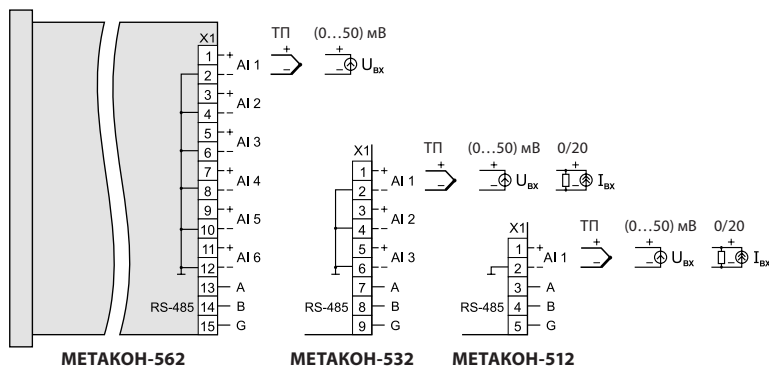 X1 ТП (0…50) мВ
1 + AI 1 + – + – Uвх
2 –
3 + AI 2
4 –
5 + AI 3
6 –
7 + AI 4
8 –
9 + AI 5
10 –
11 + AI 6
12 –
13 A
RS-485 14 B
15 G
МЕТАКОН-562
X1 ТП (0…50) мВ 0/20
1 + AI 1 + – + – Uвх + – Iвх
2 –
3 + AI 2
4 –
5 + AI 3
6 –
7 A
RS-485 8 B
9 G
МЕТАКОН-532
X1 ТП (0…50) мВ 0/20
1 + AI 1 + – + – Uвх + – Iвх
2 –
3 A
RS-485 4 B
5 G
МЕТАКОН-512